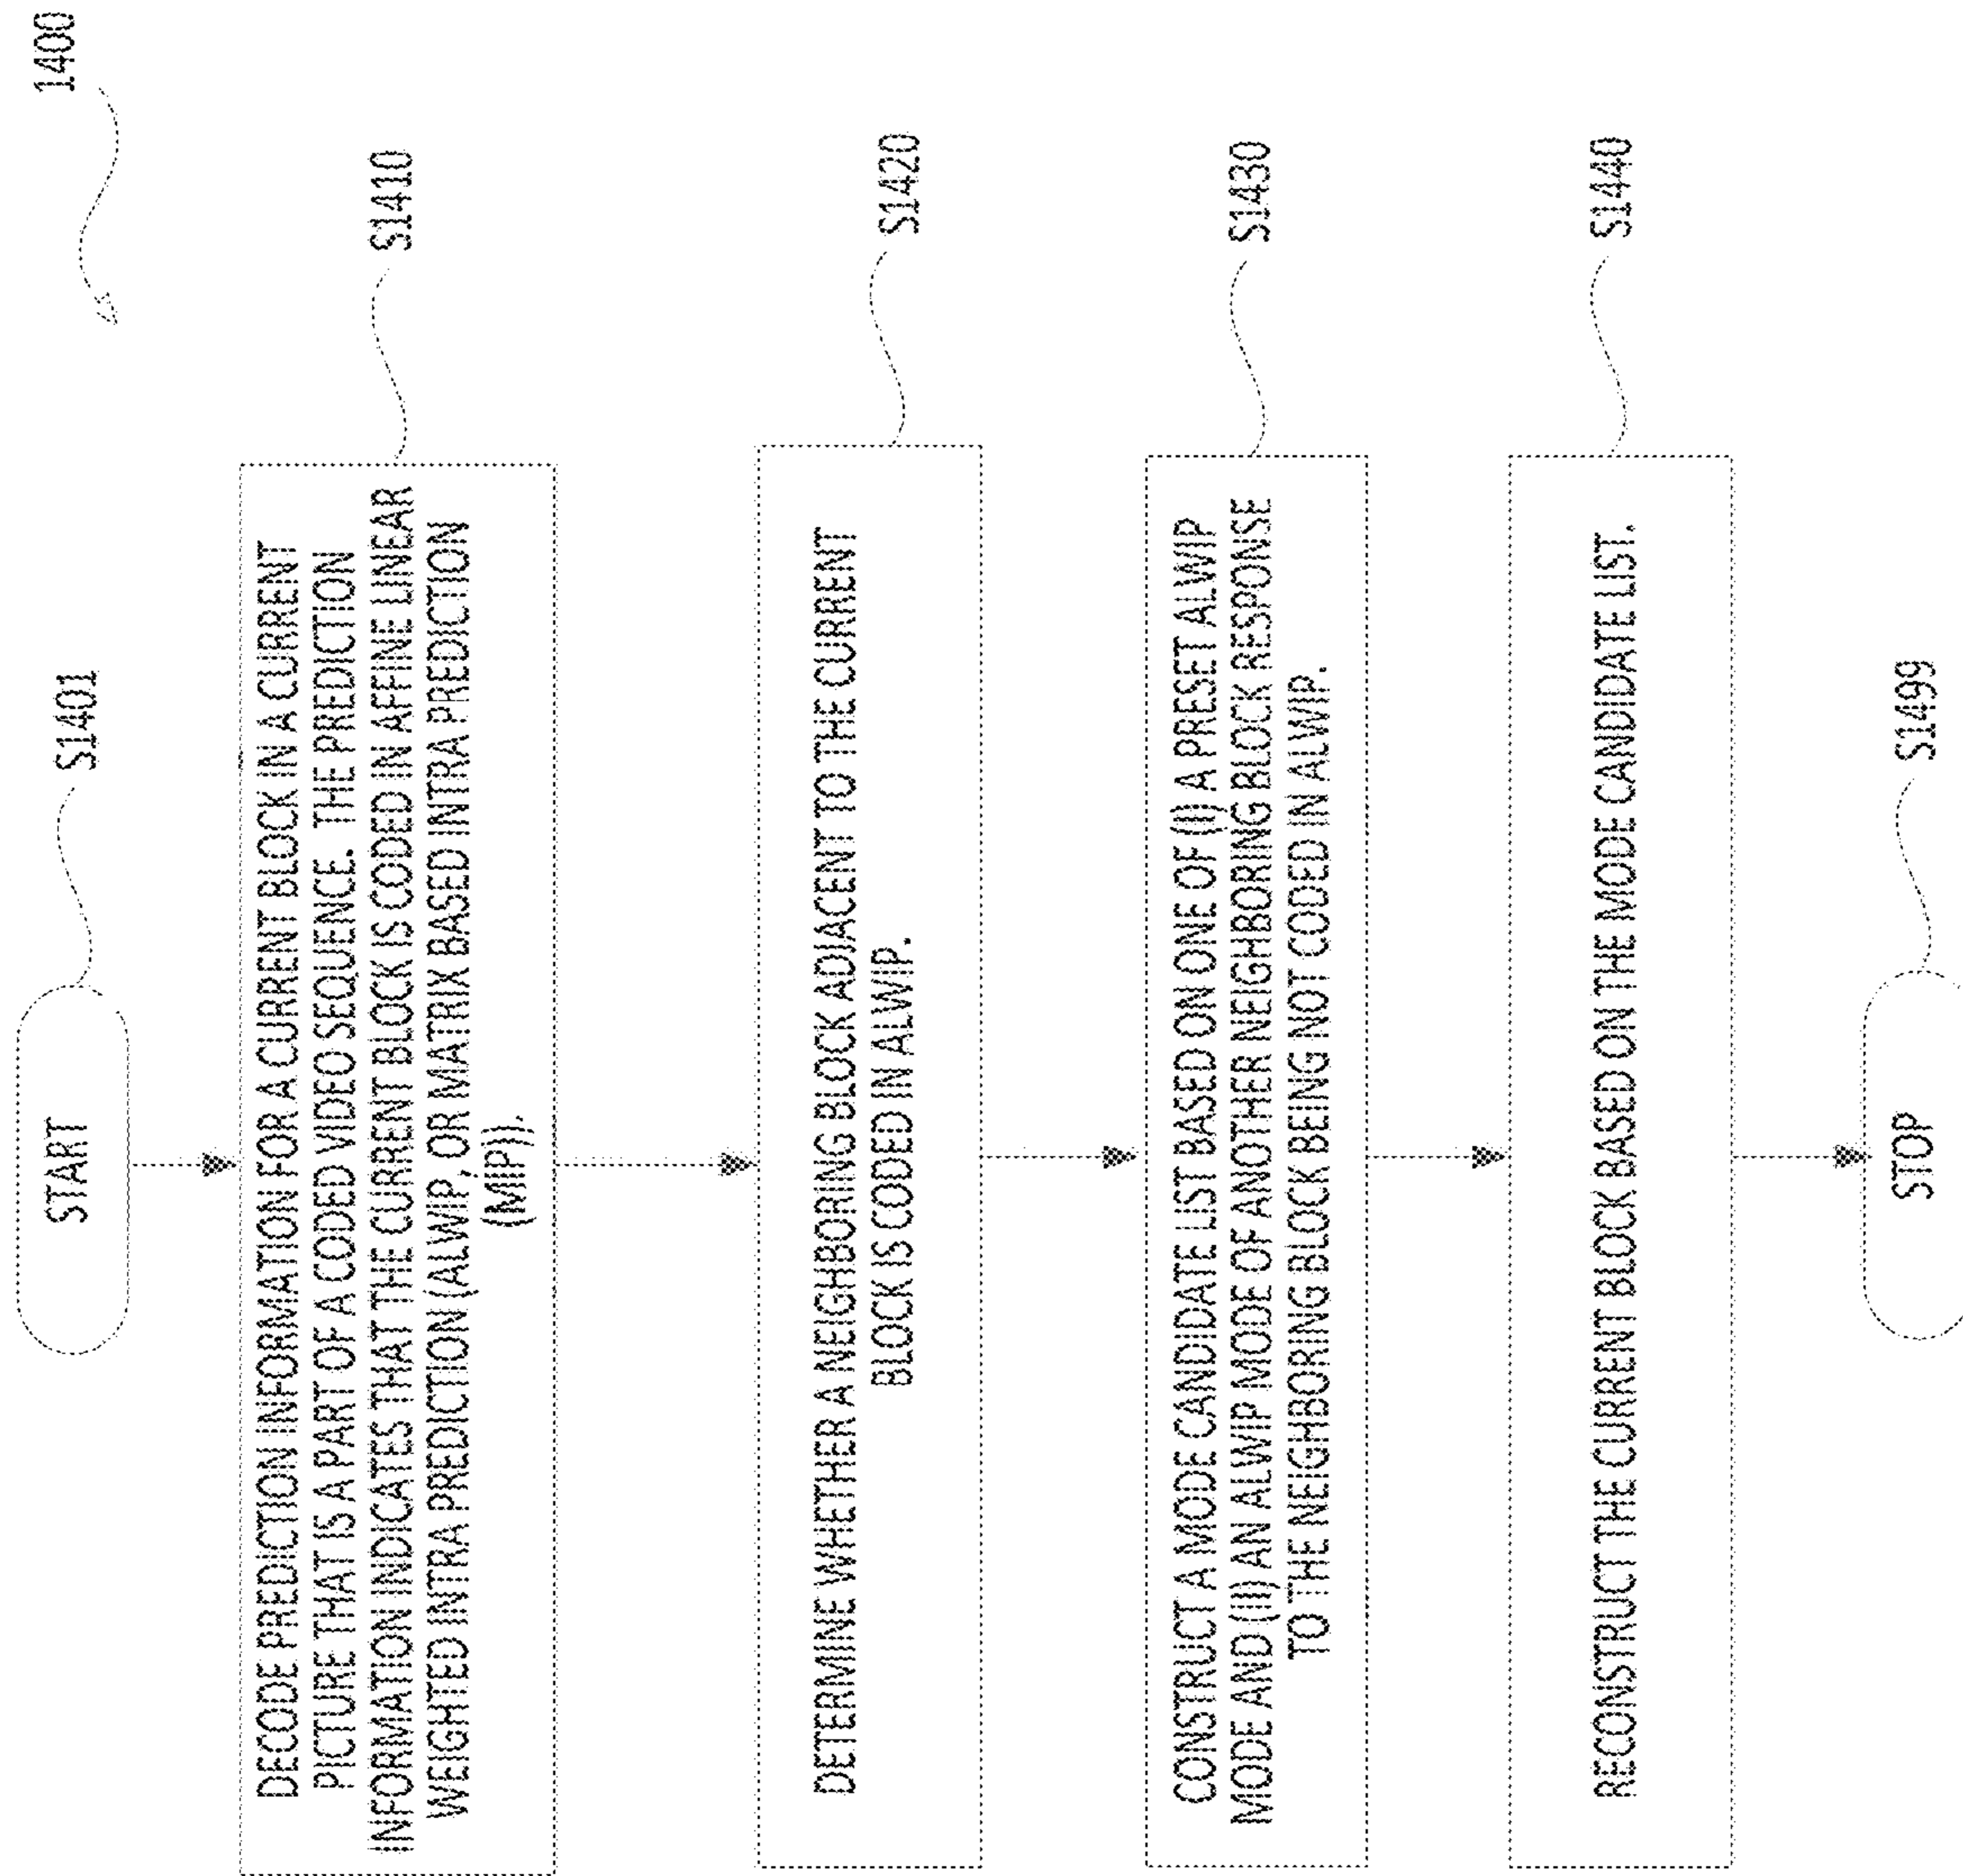 1400
START
S1401
DECODE PREDICTION INFORMATION FOR A CURRENT BLOCK IN A CURRENT
PICTURE THAT IS A PART OF A CODED VIDEO SEQUENCE. THE PREDICTION
INFORMATION INDICATES THAT THE CURRENT BLOCK IS CODED IN AFFINE LINEAR
WEIGHTED INTRA PREDICTION (ALWIP, OR MATRIX BASED INTRA PREDICTION
(MIP)).
S1410
DETERMINE WHETHER A NEIGHBORING BLOCK ADJACENT TO THE CURRENT
BLOCK IS CODED IN ALWIP.
S1420
CONSTRUCT A MODE CANDIDATE LIST BASED ON ONE OF (I) A PRESET ALWIP
MODE AND (II) AN ALWIP MODE OF ANOTHER NEIGHBORING BLOCK RESPONSE
TO THE NEIGHBORING BLOCK BEING NOT CODED IN ALWIP.
S1430
RECONSTRUCT THE CURRENT BLOCK BASED ON THE MODE CANDIDATE LIST.
S1440
STOP
S1499